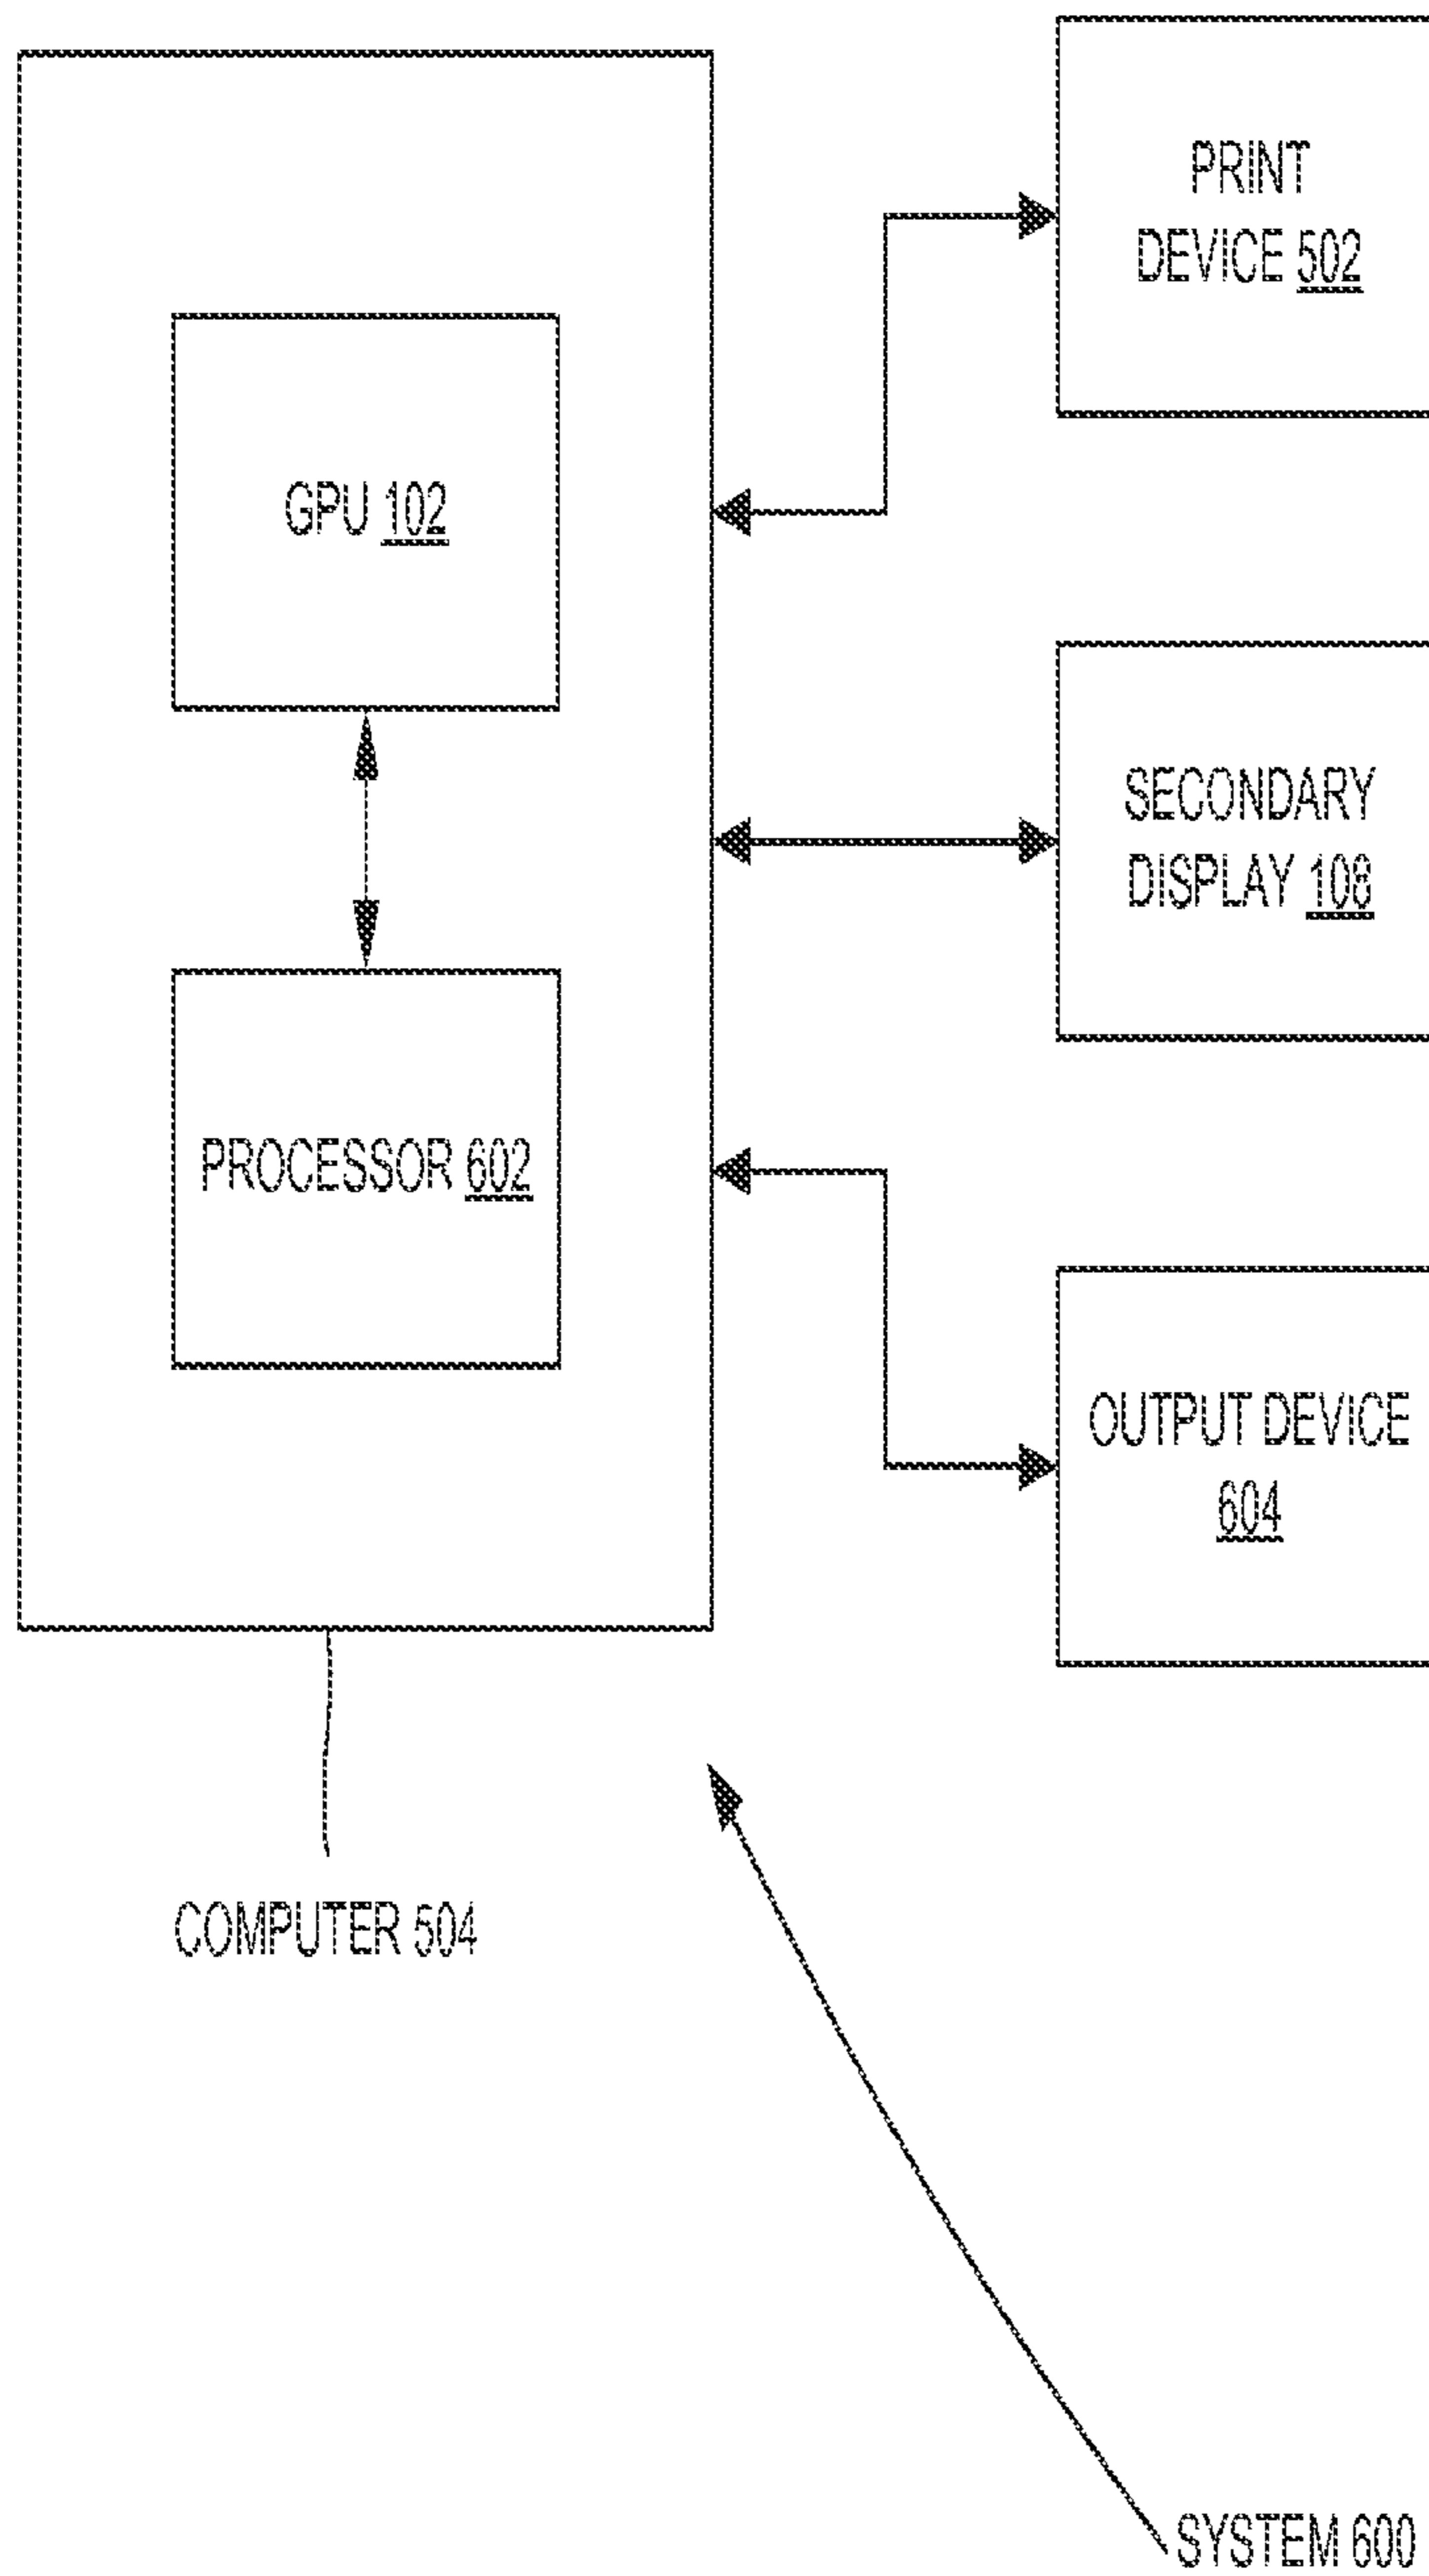 PRINT
DEVICE 502
GPU 102
SECONDARY
DISPLAY 108
PROCESSOR 602
OUTPUT DEVICE
604
COMPUTER 504
SYSTEM 600